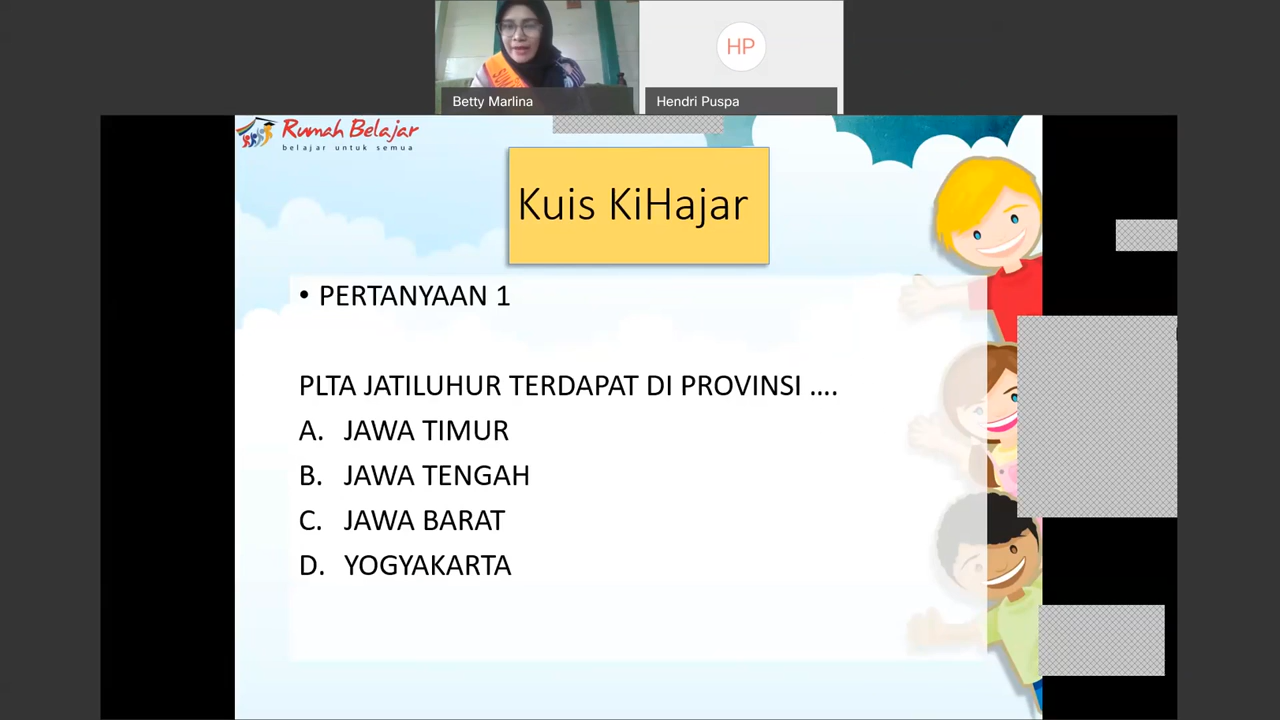 Betty Marlina
HP
Hendri Puspa
Rumah Belajar
belajar untuk semua
Kuis KiHajar
• PERTANYAAN 1
PLTA JATILUHUR TERDAPAT DI PROVINSI ....
A. JAWA TIMUR
B. JAWA TENGAH
C. JAWA BARAT
D. YOGYAKARTA